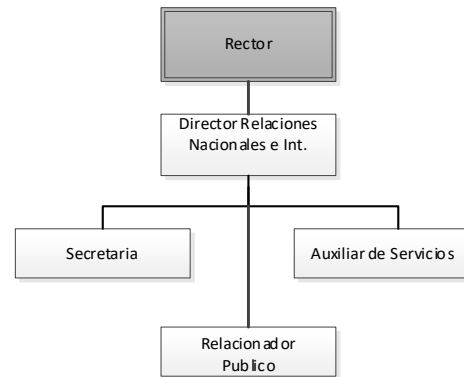 Rector
Director Relaciones
Nacionales e Int.
Secretaria
Auxiliar de Servicios
Relacionador
Publico